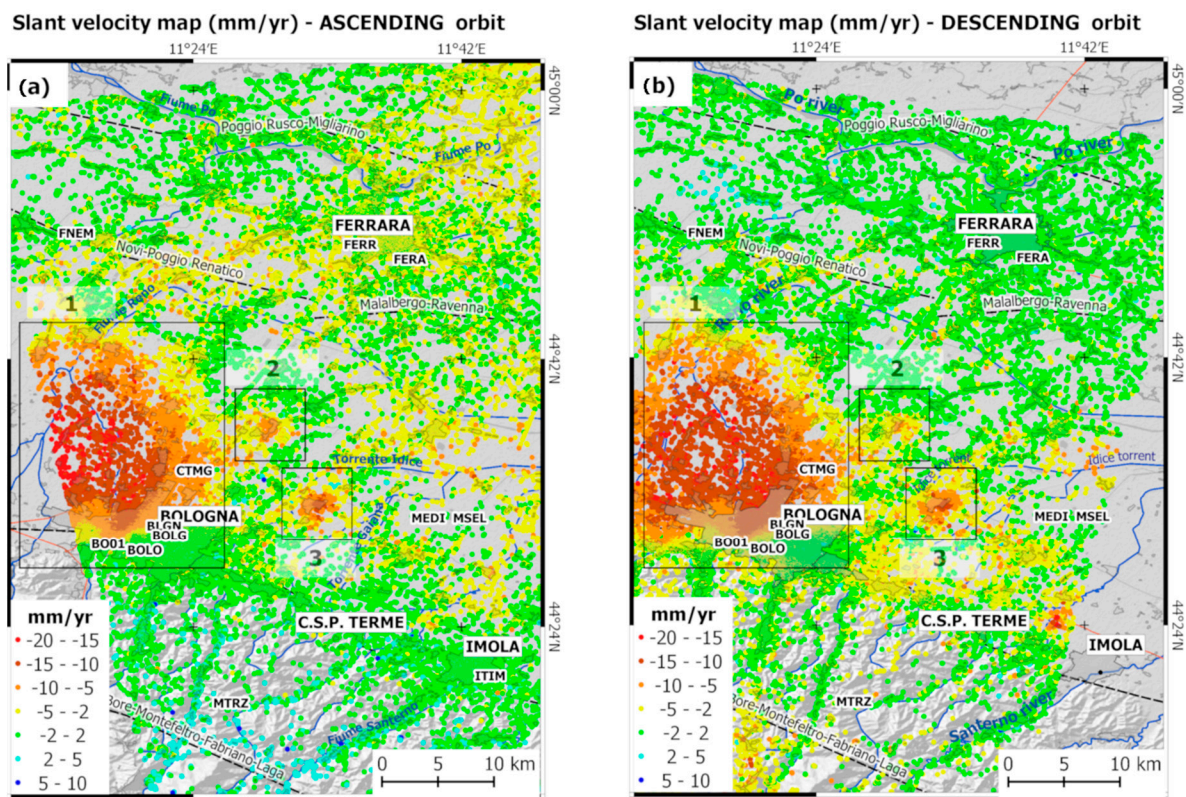 Slant velocity map (mm/yr) - ASCENDING orbit
11°24′E
11°42′E
(a)
Fiume Po
Poggio Rusco-Migliarino
Fiume Po
45°00′N
FERRARA
FERR
FERA
FNEM
Novi-Poggio Renatico
Malalbergo-Ravenna
1
2
44°42′N
CTMG
Torrente Idice
BOLOGNA
BLGN
BOLG
BO01
BOLO
MEDI
MSEL
3
C.S.P. TERME
44°24′N
IMOLA
ITIM
MTRZ
Bore-Montefeltro-Fabriano-Laga
Fiume Santerno
mm/yr
-20 - -15
-15 - -10
-10 - -5
-5 - -2
-2 - 2
2 - 5
5 - 10
0 5 10 km
Slant velocity map (mm/yr) - DESCENDING orbit
11°24′E
11°42′E
(b)
Po river
Poggio Rusco-Migliarino
Po river
45°00′N
FERRARA
FERR
FERA
FNEM
Novi-Poggio Renatico
Malalbergo-Ravenna
1
2
44°42′N
CTMG
Idice torrent
Idice torrent
BOLOGNA
BLGN
BOLG
BO01
BOLO
MEDI
MSEL
3
C.S.P. TERME
44°24′N
IMOLA
MTRZ
Bore-Montefeltro-Fabriano-Laga
Santerno river
mm/yr
-20 - -15
-15 - -10
-10 - -5
-5 - -2
-2 - 2
2 - 5
5 - 10
0 5 10 km